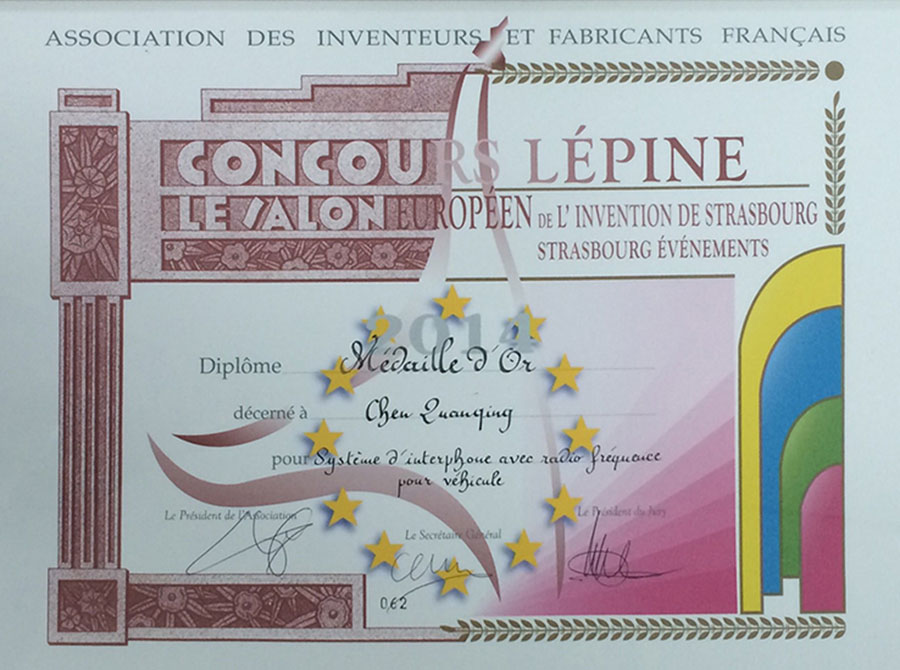 ASSOCIATION DES INVENTEURS ET FABRICANTS FRANÇAIS
CONCOURS LÉPINE
LE SALON EUROPÉEN DE L' INVENTION DE STRASBOURG
STRASBOURG ÉVÉNEMENTS
2014
Diplôme Médaille d'Or
décerné à Chen Quanqing
pour Système d'interphone avec radio fréquence
pour véhicule
Le Président de l'Association
Le Président du Jury
Le Secrétaire Général
062